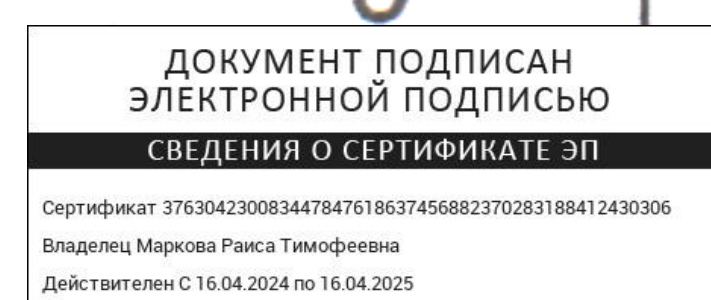 ДОКУМЕНТ ПОДПИСАН
ЭЛЕКТРОННОЙ ПОДПИСЬЮ
СВЕДЕНИЯ О СЕРТИФИКАТЕ ЭП
Сертификат 376304230083447847618637456882370283188412430306
Владелец Маркова Раиса Тимофеевна
Действителен С 16.04.2024 по 16.04.2025